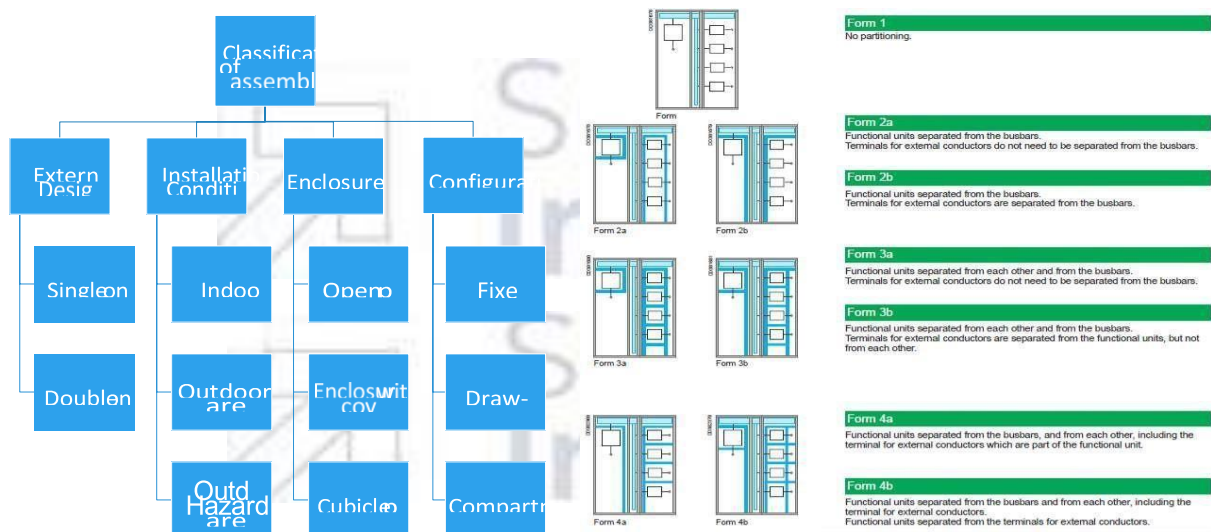 Classificat
of
assembl
Extern
Desig
Installatio
Conditi
Enclosure
Configurat
Single
Indoo
Open
Fixe
Double
Outdoor
are
Enclosur wit
cov
Draw-
Outd
Hazard
are
Cubicle
Compartr
Form
Form 2a
Form 2b
Form 3a
Form 3b
Form 4a
Form 4b
Form 1
No partitioning.
Form 2a
Functional units separated from the busbars.
Terminals for external conductors do not need to be separated from the busbars.
Form 2b
Functional units separated from the busbars.
Terminals for external conductors are separated from the busbars.
Form 3a
Functional units separated from each other and from the busbars.
Terminals for external conductors do not need to be separated from the busbars.
Form 3b
Functional units separated from each other and from the busbars.
Terminals for external conductors are separated from the functional units, but not
from each other.
Form 4a
Functional units separated from the busbars, and from each other, including the
terminal for external conductors which are part of the functional unit.
Form 4b
Functional units separated from the busbars and from each other, including the
terminal for external conductors.
Functional units separated from the terminals for external conductors.